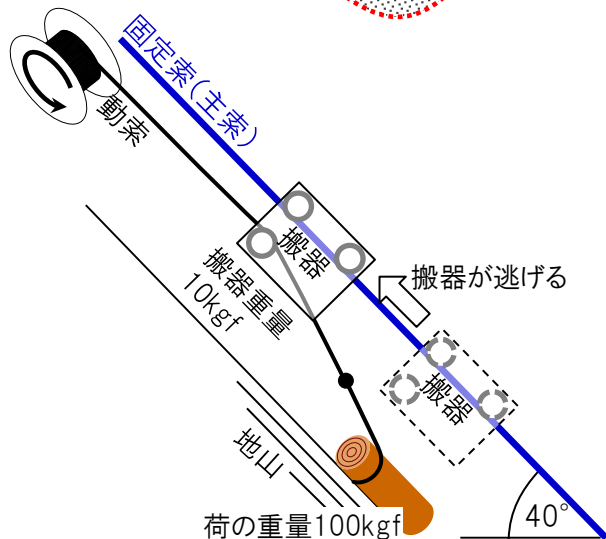 固定索(主索)
動索
搬器
搬器重量
10kgf
搬器が逃げる
搬器
地山
荷の重量100kgf
40°